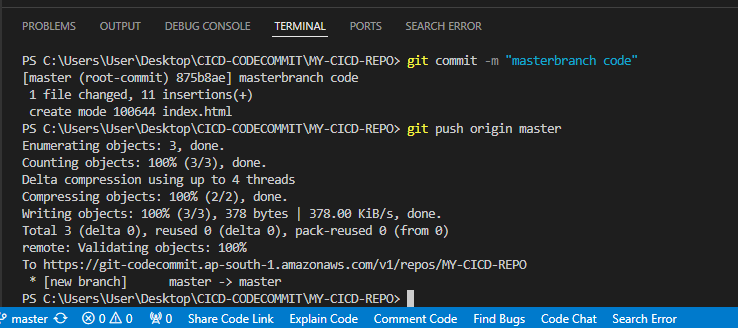 PROBLEMS OUTPUT DEBUG CONSOLE TERMINAL PORTS SEARCH ERROR
PS C:\Users\User\Desktop\CICD-CODECOMMIT\MY-CICD-REPO> git commit -m "masterbranch code"
[master (root-commit) 875b8ae] masterbranch code
1 file changed, 11 insertions(+)
create mode 100644 index.html
PS C:\Users\User\Desktop\CICD-CODECOMMIT\MY-CICD-REPO> git push origin master
Enumerating objects: 3, done.
Counting objects: 100% (3/3), done.
Delta compression using up to 4 threads
Compressing objects: 100% (2/2), done.
Writing objects: 100% (3/3), 378 bytes | 378.00 KiB/s, done.
Total 3 (delta 0), reused 0 (delta 0), pack-reused 0 (from 0)
remote: Validating objects: 100%
To https://git-codecommit.ap-south-1.amazonaws.com/v1/repos/MY-CICD-REPO
* [new branch] master -> master
PS C:\Users\User\Desktop\CICD-CODECOMMIT\MY-CICD-REPO>
master 0 0 0 Share Code Link Explain Code Comment Code Find Bugs Code Chat Search Error